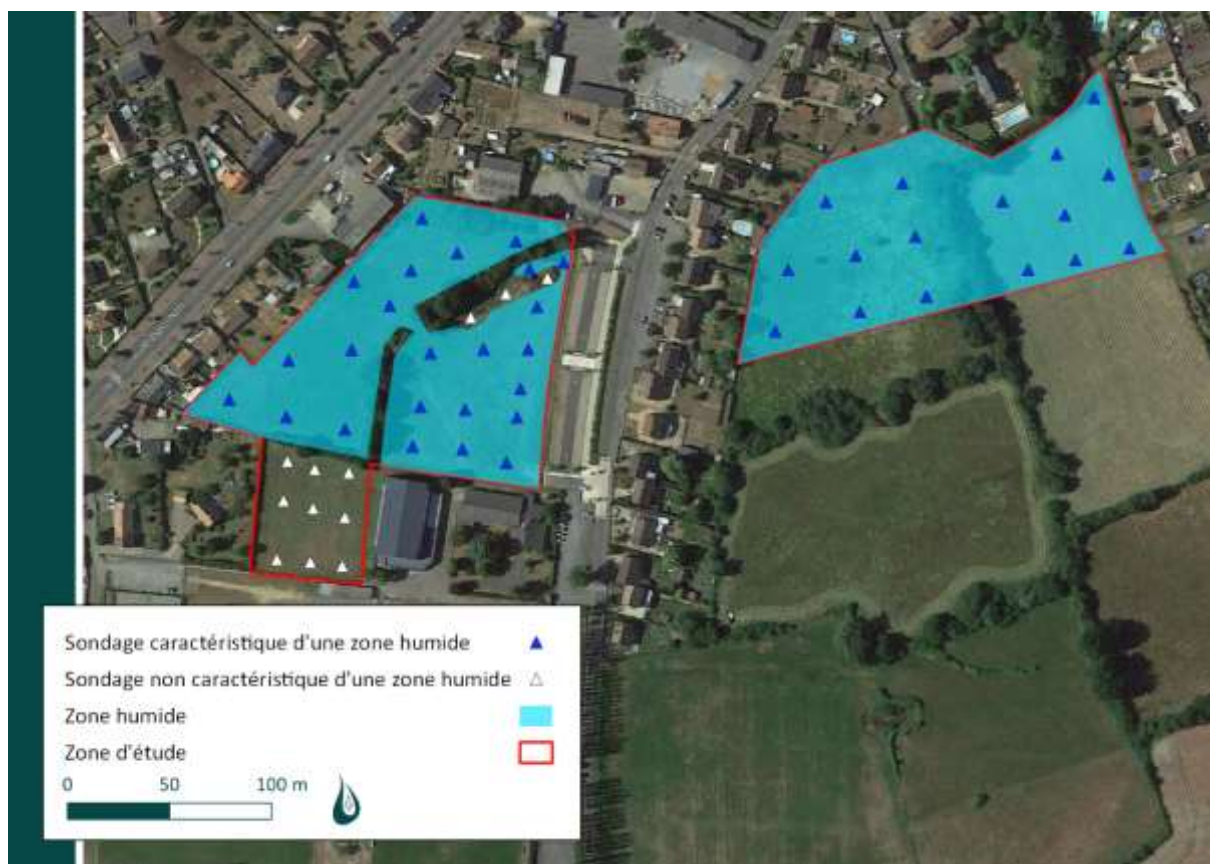 Sondage caractéristique d'une zone humide
Sondage non caractéristique d'une zone humide
Zone humide
Zone d'étude
0 50 100 m